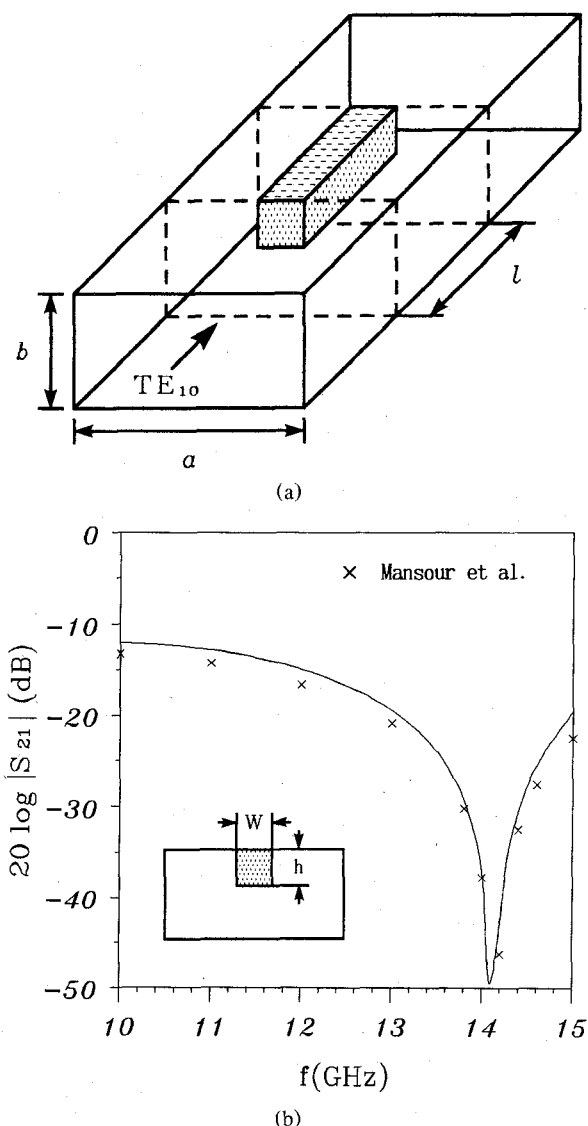 b
a
l
TE₁₀
(a)
0
-10
-20
-30
-40
-50
20 log |S₂₁| (dB)
× Mansour et al.
W
h
10 11 12 13 14 15
f(GHz)
(b)